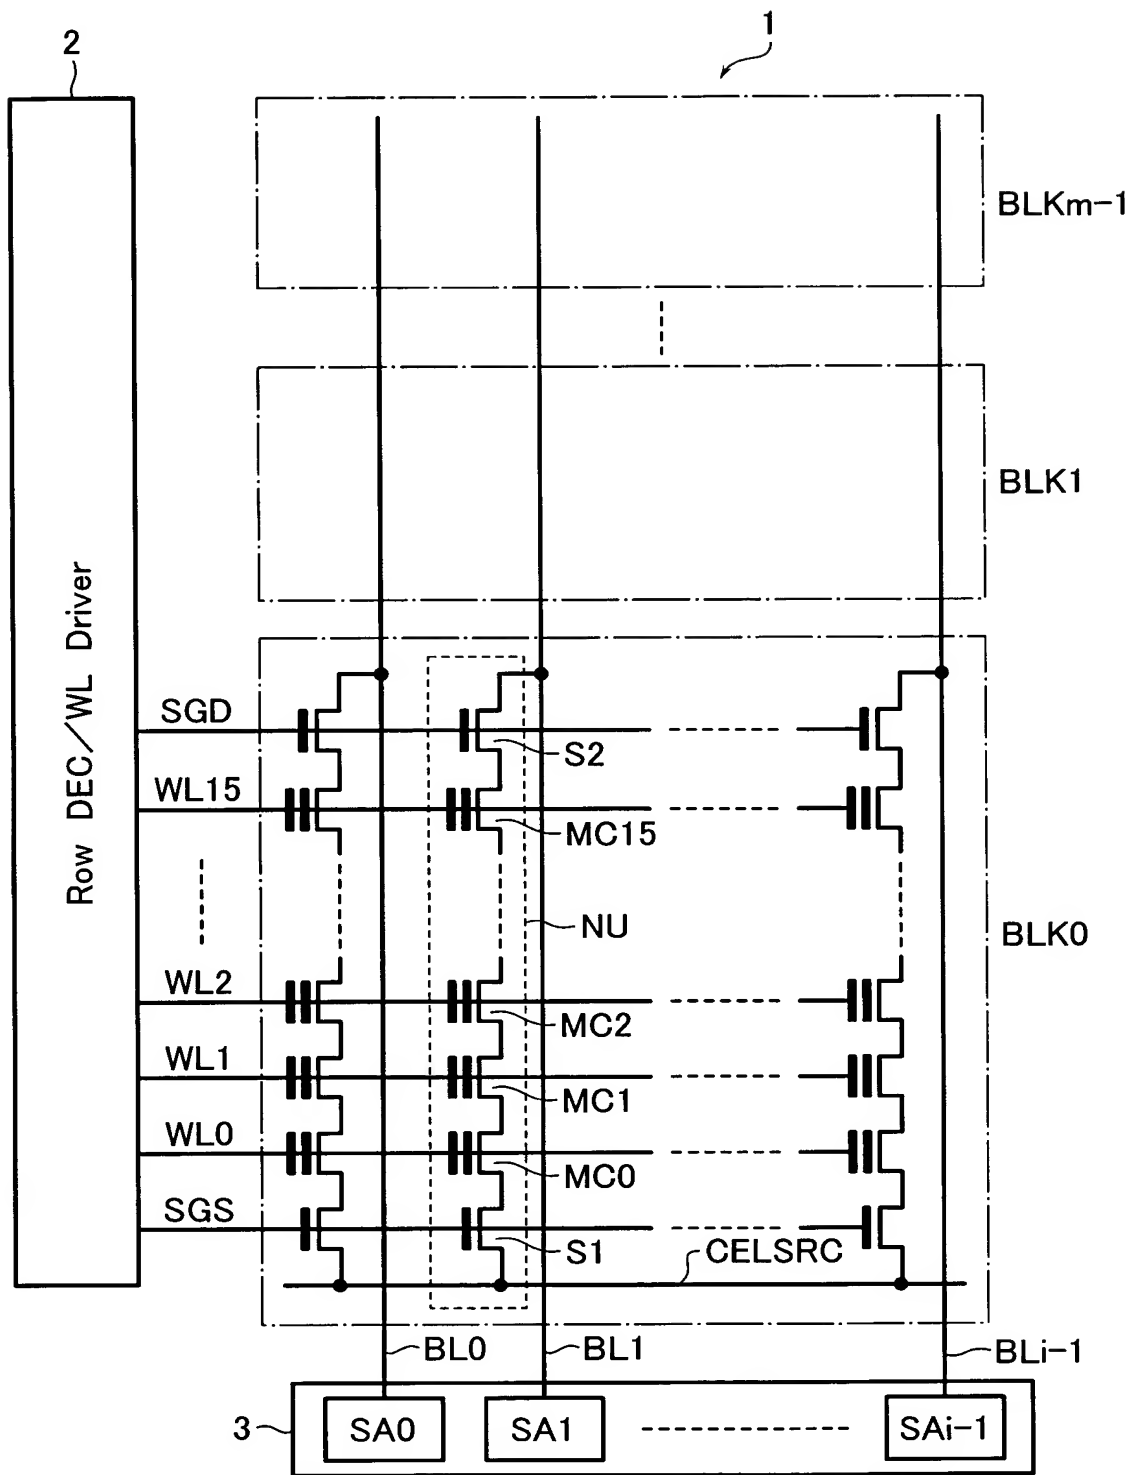 1
2
BLKm-1
BLK1
Row DEC/WL Driver
SGD
S2
WL15
MC15
NU
BLK0
WL2
MC2
WL1
MC1
WL0
MC0
SGS
S1
CELSRC
BL0
BL1
BLi-1
3
SA0
SA1
SAi-1